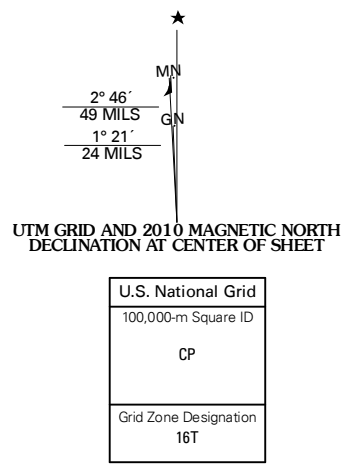 ★
MN
2° 46´
49 MILS
GN
1° 21´
24 MILS
UTM GRID AND 2010 MAGNETIC NORTH
DECLINATION AT CENTER OF SHEET
U.S. National Grid
100,000-m Square ID
CP
Grid Zone Designation
16T